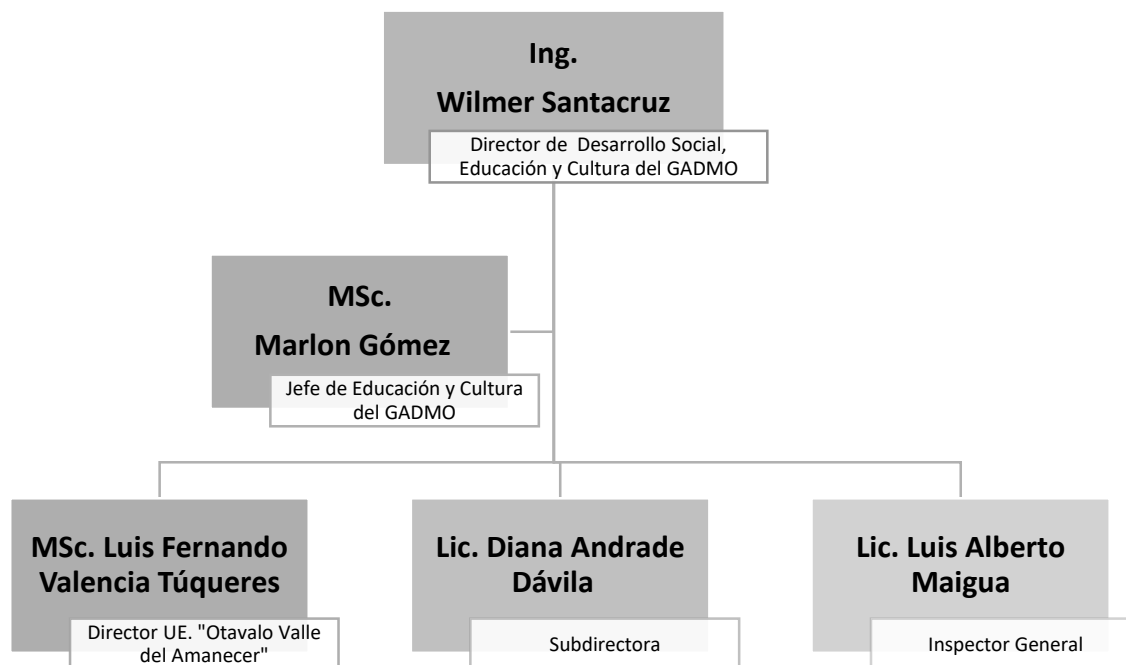 Ing.
Wilmer Santacruz
Director de Desarrollo Social,
Educación y Cultura del GADMO
MSc.
Marlon Gómez
Jefe de Educación y Cultura
del GADMO
MSc. Luis Fernando
Valencia Túqueres
Director UE. "Otavalo Valle
del Amanecer"
Lic. Diana Andrade
Dávila
Subdirectora
Lic. Luis Alberto
Maigua
Inspector General